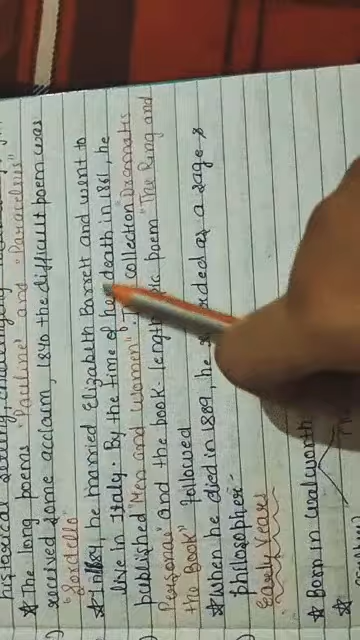 historical setting, challenging
★ The long poems "Pauline" and "Paracelsus"
received some acclaim, 1840 the difficult poem was
"Sordello"
★ he married Elizabeth Barrett and went to
live in Italy. By the time of her death in 1861, he
published "Men and Women". The collection Dramatis
Personae" and the book-length epic poem "The Ring and
the Book" followed
★ When he died in 1889, he regarded as a sage &
philosopher-
Early Years
★ Born in walworth